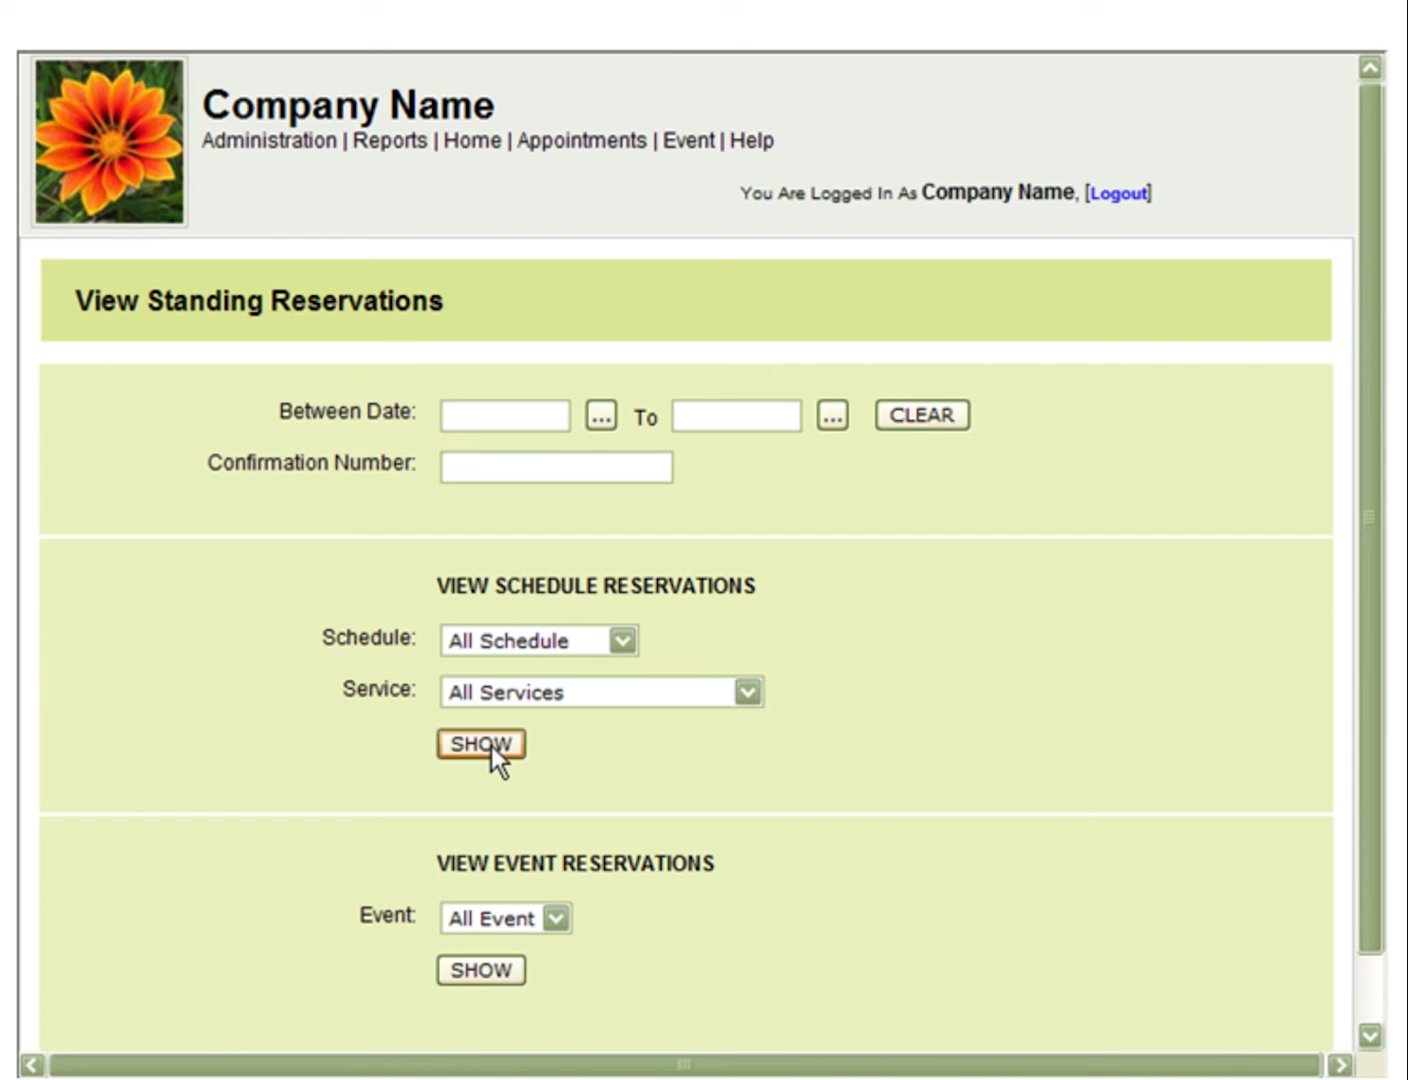 Company Name
Administration | Reports | Home | Appointments | Event | Help
You Are Logged In As Company Name, [Logout]
View Standing Reservations
Between Date: ... To ... CLEAR
Confirmation Number:
VIEW SCHEDULE RESERVATIONS
Schedule: All Schedule
Service: All Services
SHOW
VIEW EVENT RESERVATIONS
Event: All Event
SHOW